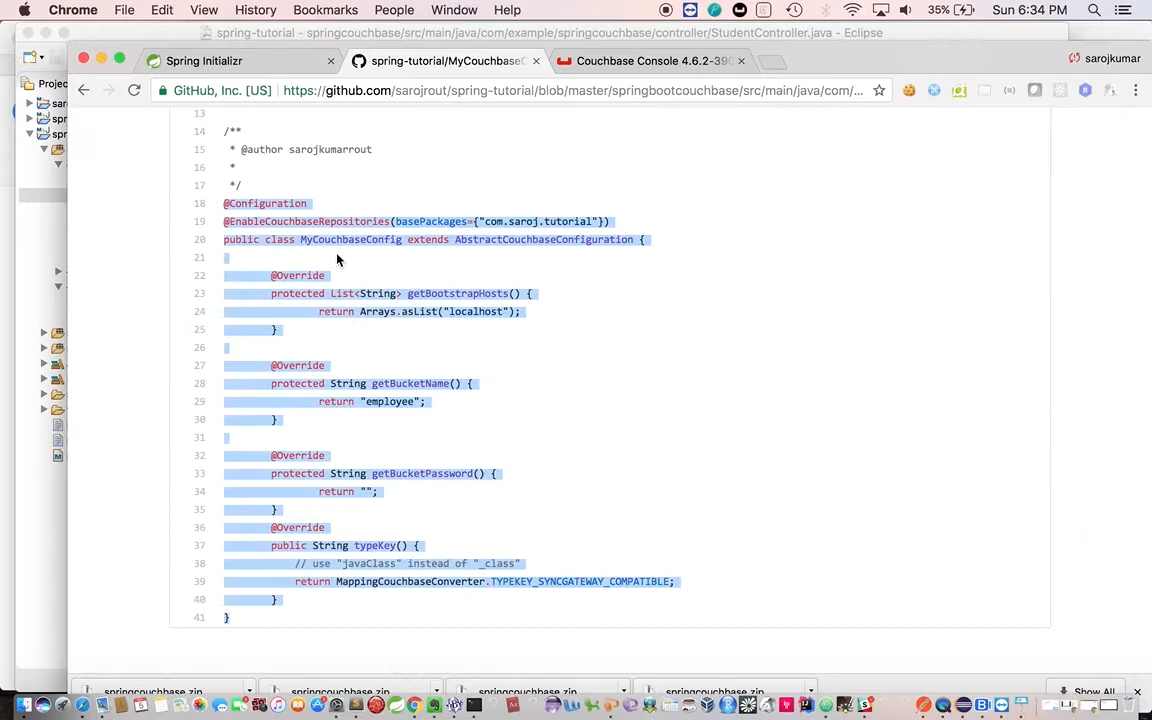 Chrome File Edit View History Bookmarks People Window Help 35% Sun 6:34 PM
spring-tutorial - springcouchbase/src/main/java/com/example/springcouchbase/controller/StudentController.java - Eclipse
Spring Initializr × spring-tutorial/MyCouchbaseC × Couchbase Console 4.6.2-390 × sarojkumar
GitHub, Inc. [US] https://github.com/sarojrout/spring-tutorial/blob/master/springbootcouchbase/src/main/java/com/...
Projec
sar
spr
spr
13
14 /**
15 * @author sarojkumarrout
16 *
17 */
18 @Configuration
19 @EnableCouchbaseRepositories(basePackages={"com.saroj.tutorial"})
20 public class MyCouchbaseConfig extends AbstractCouchbaseConfiguration {
21
22 @Override
23 protected List<String> getBootstrapHosts() {
24 return Arrays.asList("localhost");
25 }
26
27 @Override
28 protected String getBucketName() {
29 return "employee";
30 }
31
32 @Override
33 protected String getBucketPassword() {
34 return "";
35 }
36 @Override
37 public String typeKey() {
38 // use "javaClass" instead of "_class"
39 return MappingCouchbaseConverter.TYPEKEY_SYNCGATEWAY_COMPATIBLE;
40 }
41 }
springcouchbase.zip springcouchbase.zip springcouchbase.zip springcouchbase.zip Show All ×